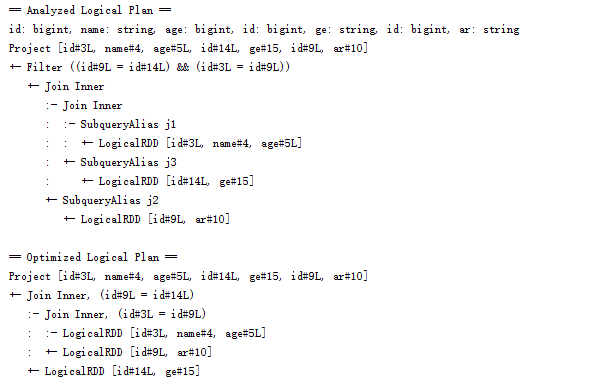 == Analyzed Logical Plan ==
id: bigint, name: string, age: bigint, id: bigint, ge: string, id: bigint, ar: string
Project [id#3L, name#4, age#5L, id#14L, ge#15, id#9L, ar#10]
+- Filter ((id#9L = id#14L) && (id#3L = id#9L))
   +- Join Inner
      :- Join Inner
      :  :- SubqueryAlias j1
      :  :  +- LogicalRDD [id#3L, name#4, age#5L]
      :  +- SubqueryAlias j3
      :     +- LogicalRDD [id#14L, ge#15]
      +- SubqueryAlias j2
         +- LogicalRDD [id#9L, ar#10]

== Optimized Logical Plan ==
Project [id#3L, name#4, age#5L, id#14L, ge#15, id#9L, ar#10]
+- Join Inner, (id#9L = id#14L)
   :- Join Inner, (id#3L = id#9L)
   :  :- LogicalRDD [id#3L, name#4, age#5L]
   :  +- LogicalRDD [id#9L, ar#10]
   +- LogicalRDD [id#14L, ge#15]